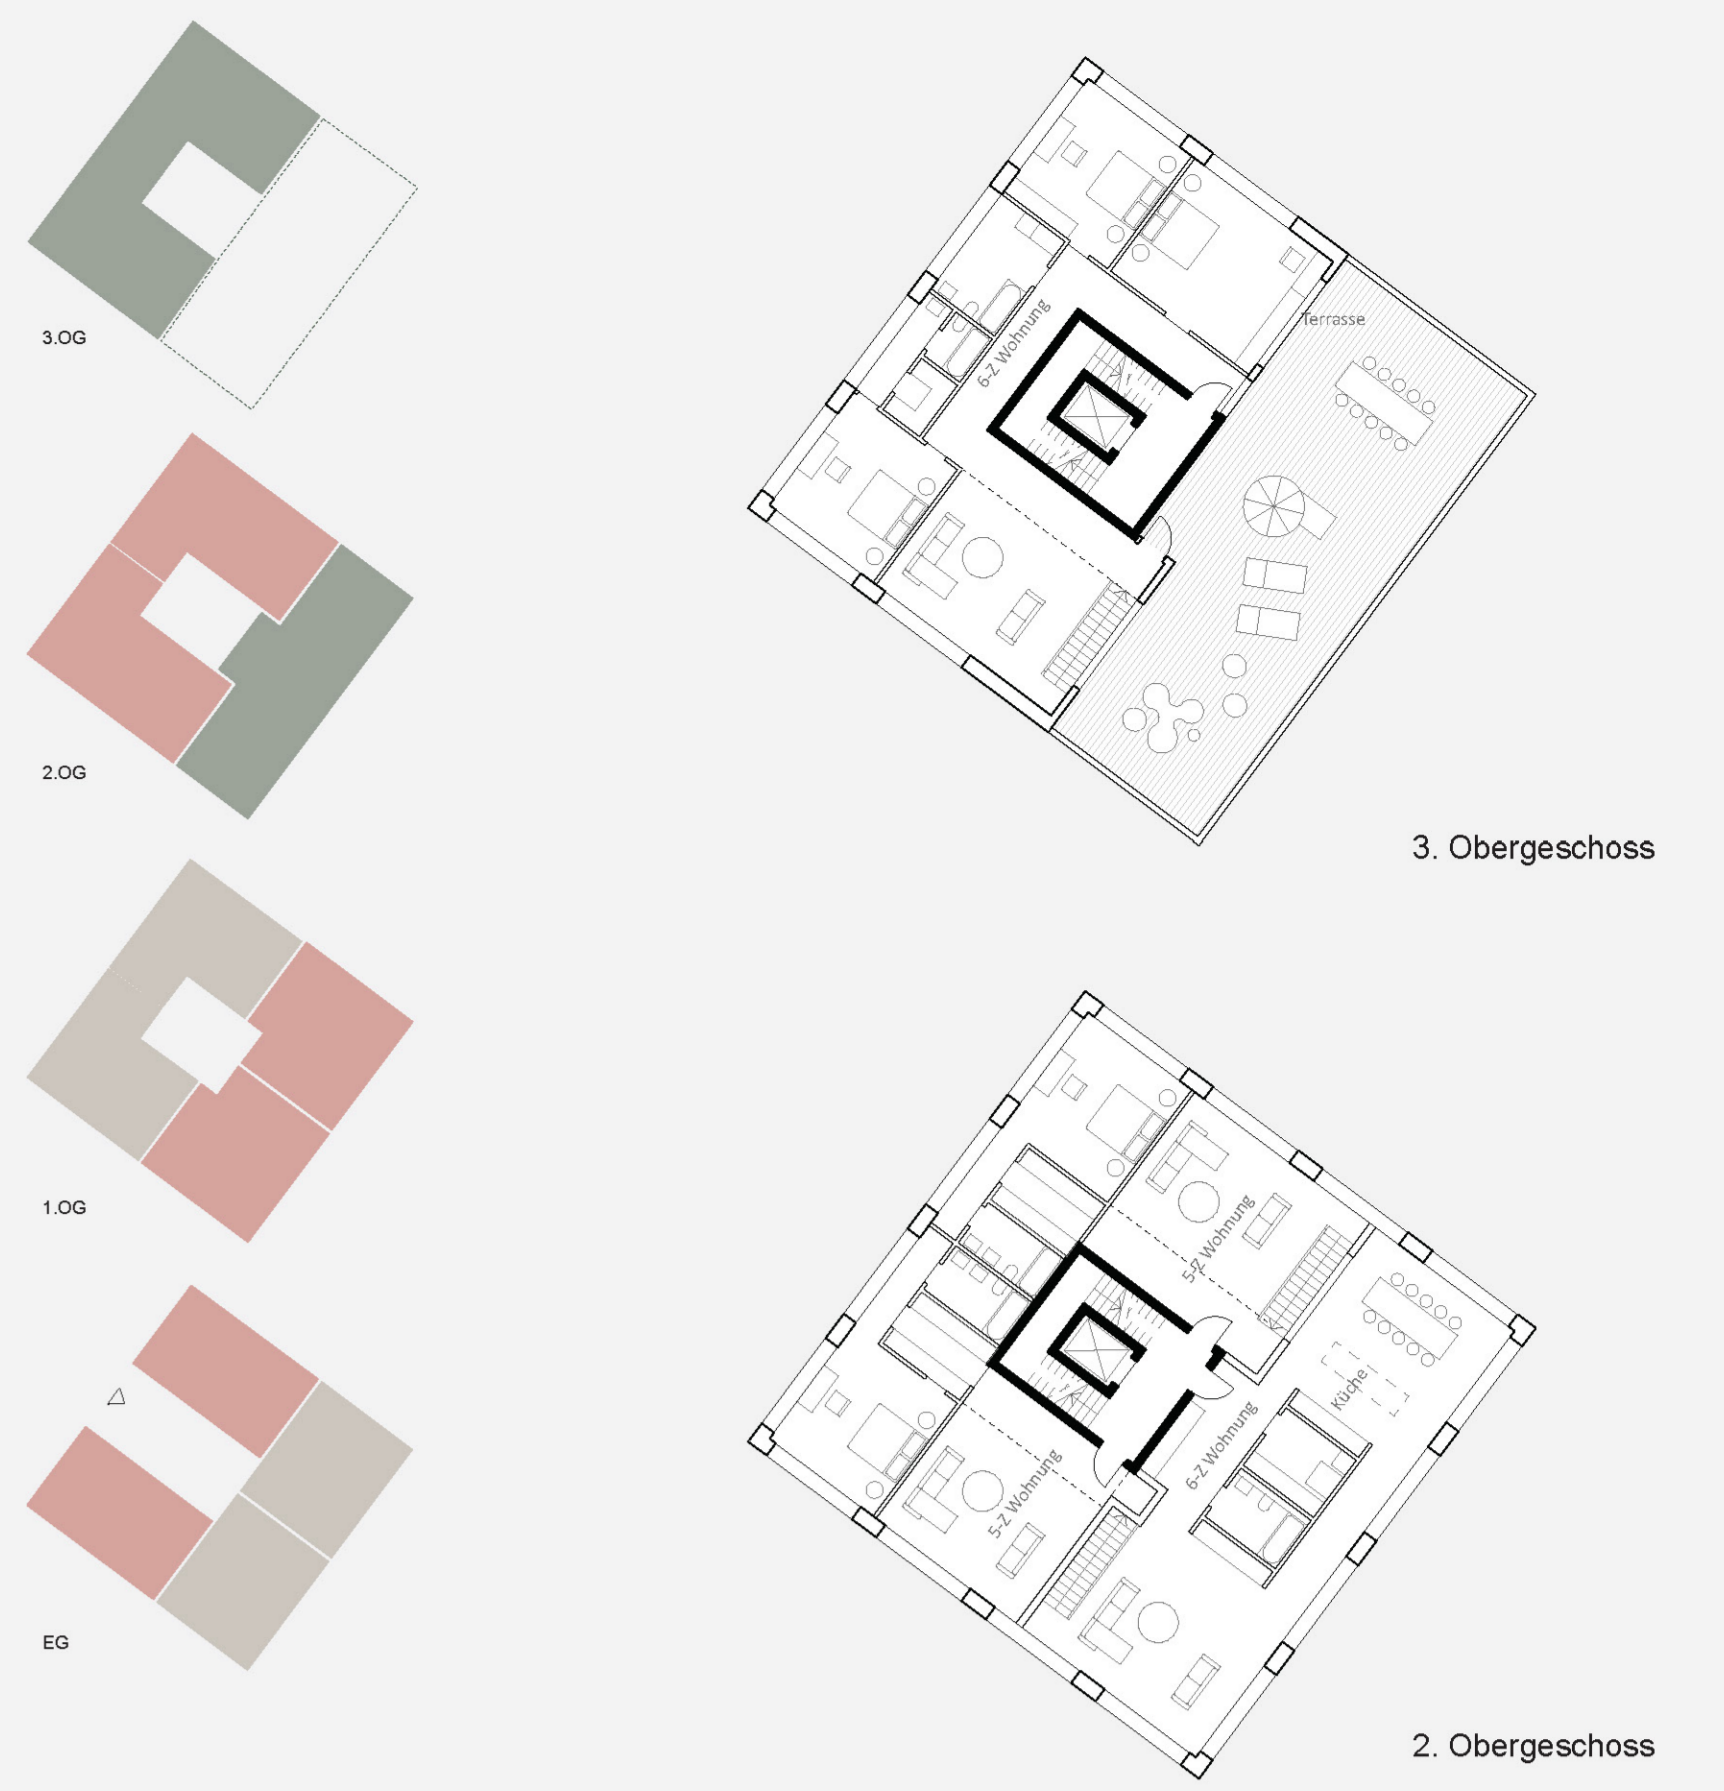 3.OG
2.OG
1.OG
EG
6-Z Wohnung
Terrasse
3. Obergeschoss
5-Z Wohnung
Küche
6-Z Wohnung
5-Z Wohnung
2. Obergeschoss